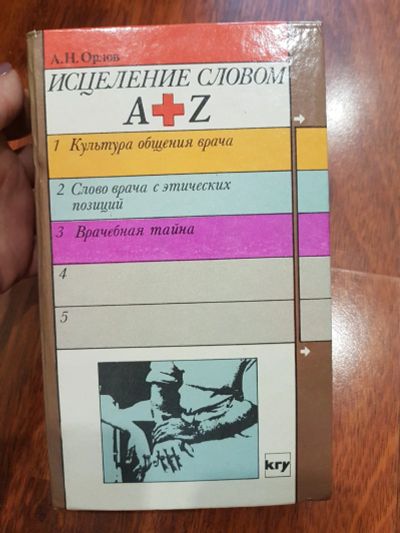 А.Н. Орлов
ИСЦЕЛЕНИЕ СЛОВОМ
A+Z
1 Культура общения врача
2 Слово врача с этических
позиций
3 Врачебная тайна
4
5
кгу